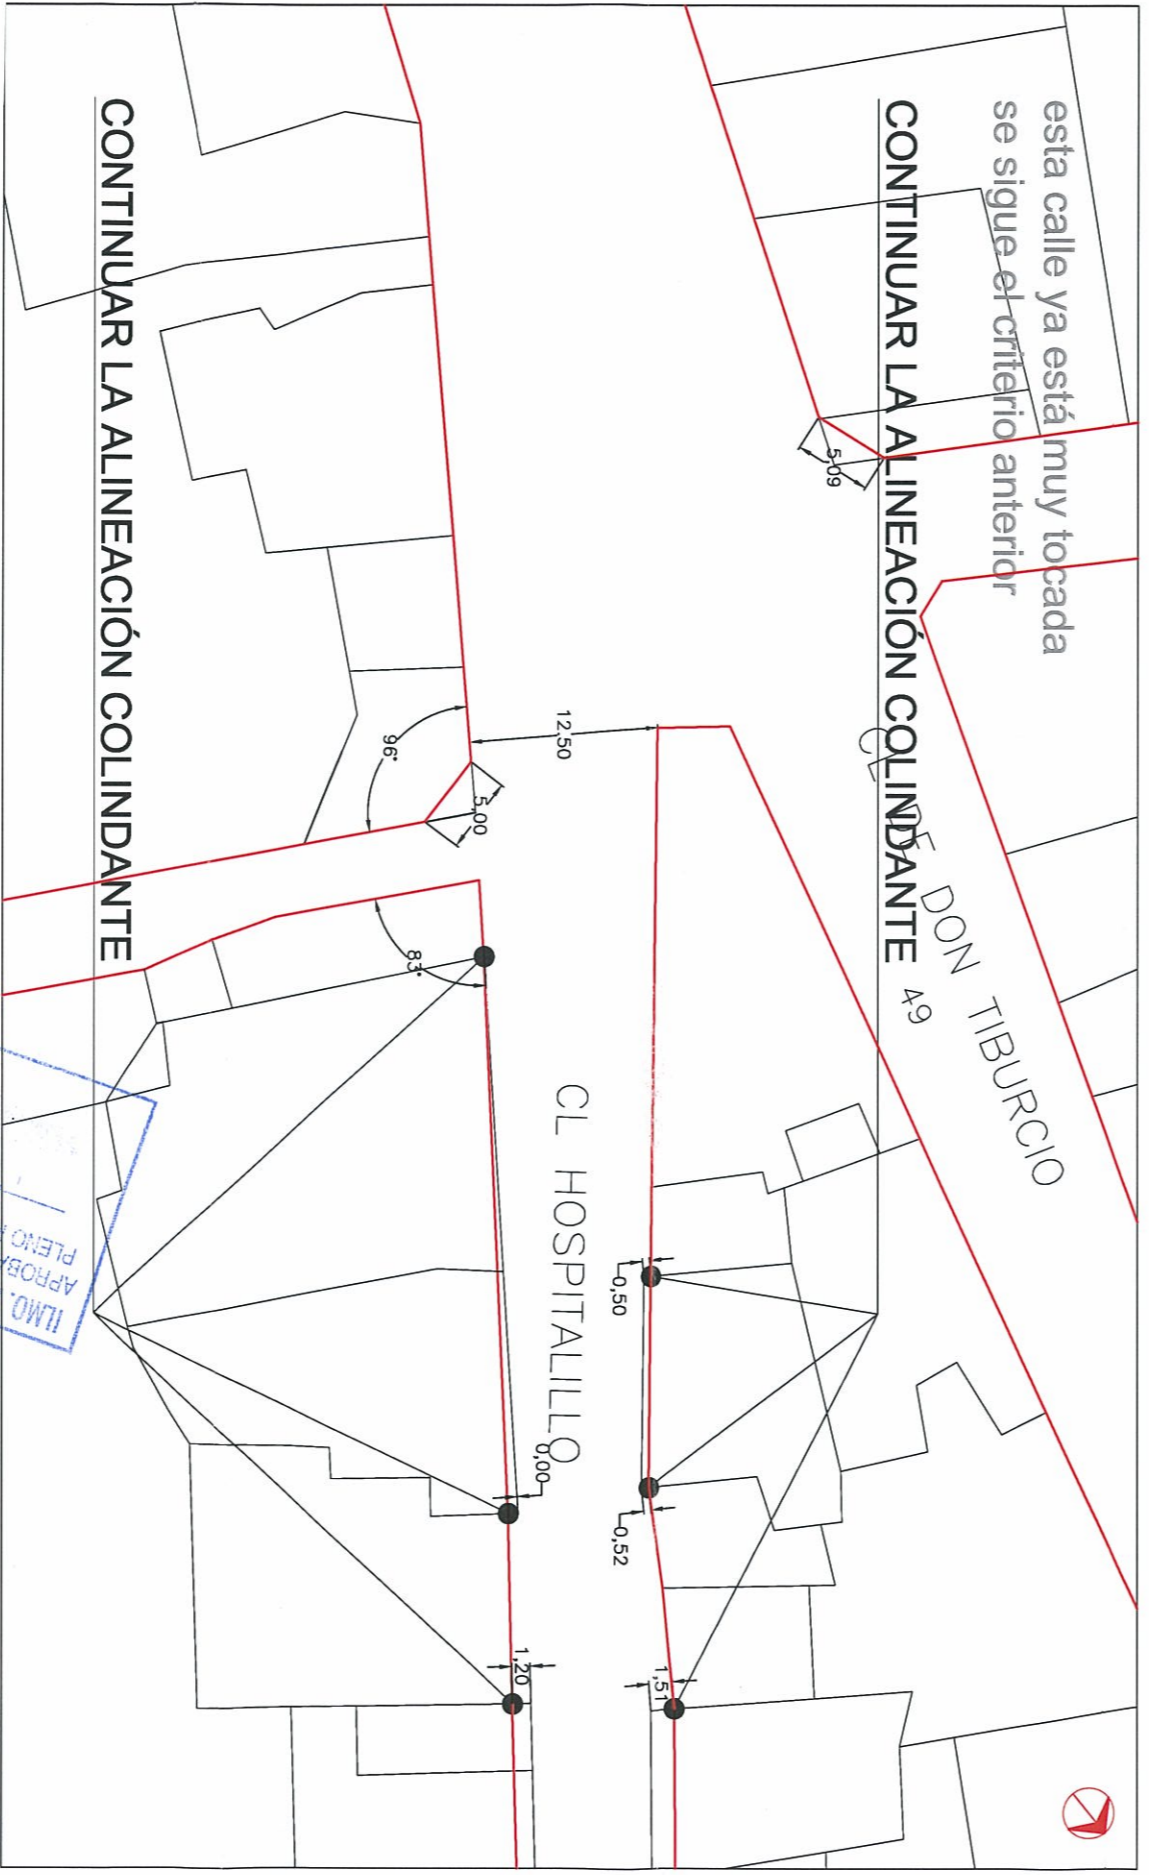 esta calle ya está muy tocada
se sigue el criterio anterior
CONTINUAR LA ALINEACIÓN COLINDANTE
CL DE DON TIBURCIO
49
5,09
12,50
96°
5,00
83°
CL HOSPITALILLO
0,50
0,52
1,51
0,00
1,20
CONTINUAR LA ALINEACIÓN COLINDANTE
ILMO.
APROBA
PLENO